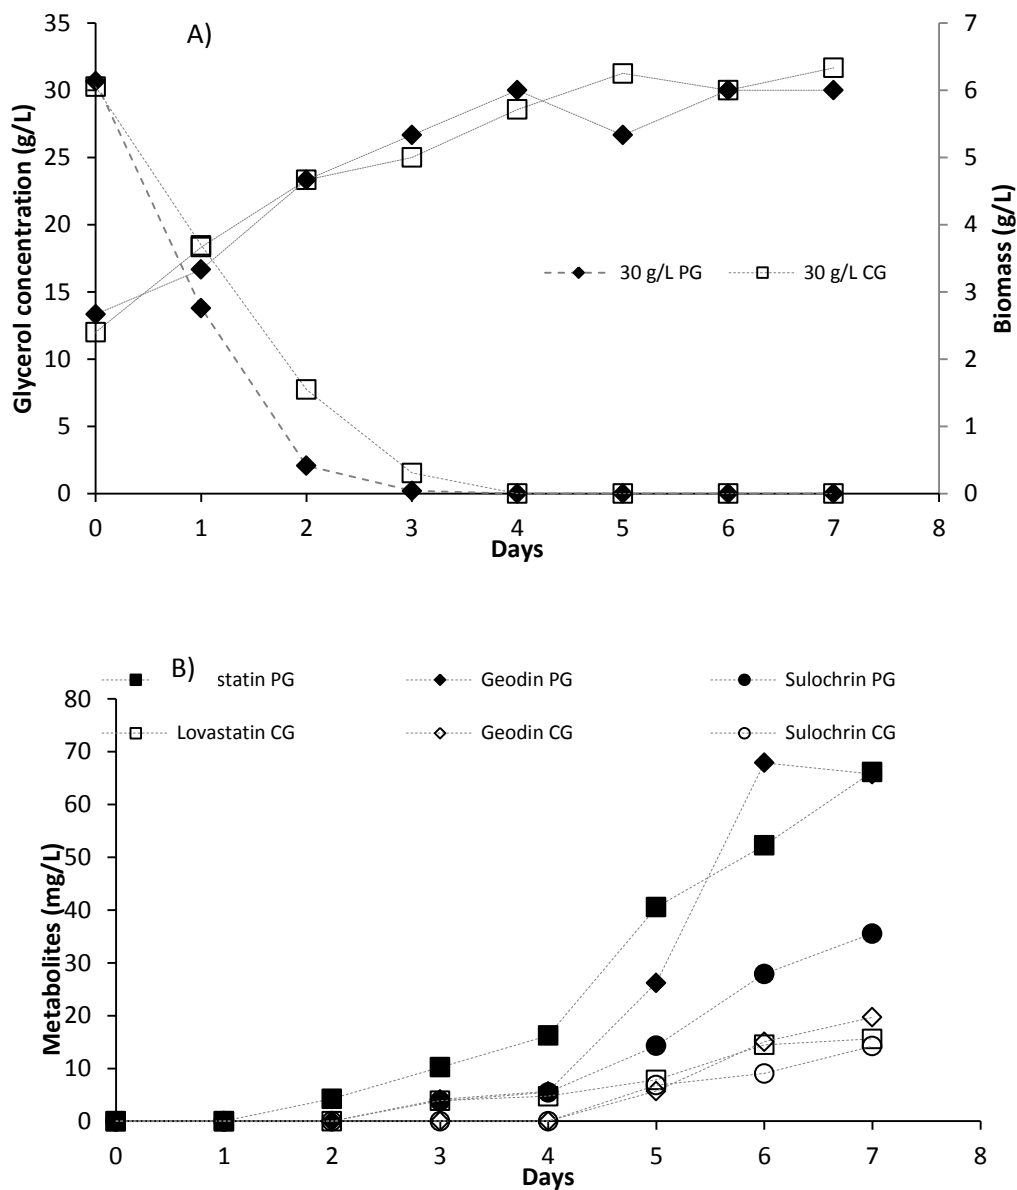 A)
35
30
25
20
15
10
5
0
Glycerol concentration (g/L)
7
6
5
4
3
2
1
0
Biomass (g/L)
30 g/L PG
30 g/L CG
0 1 2 3 4 5 6 7 8
Days
B)
statin PG Geodin PG Sulochrin PG
Lovastatin CG Geodin CG Sulochrin CG
80
70
60
50
40
30
20
10
0
Metabolites (mg/L)
0 1 2 3 4 5 6 7 8
Days